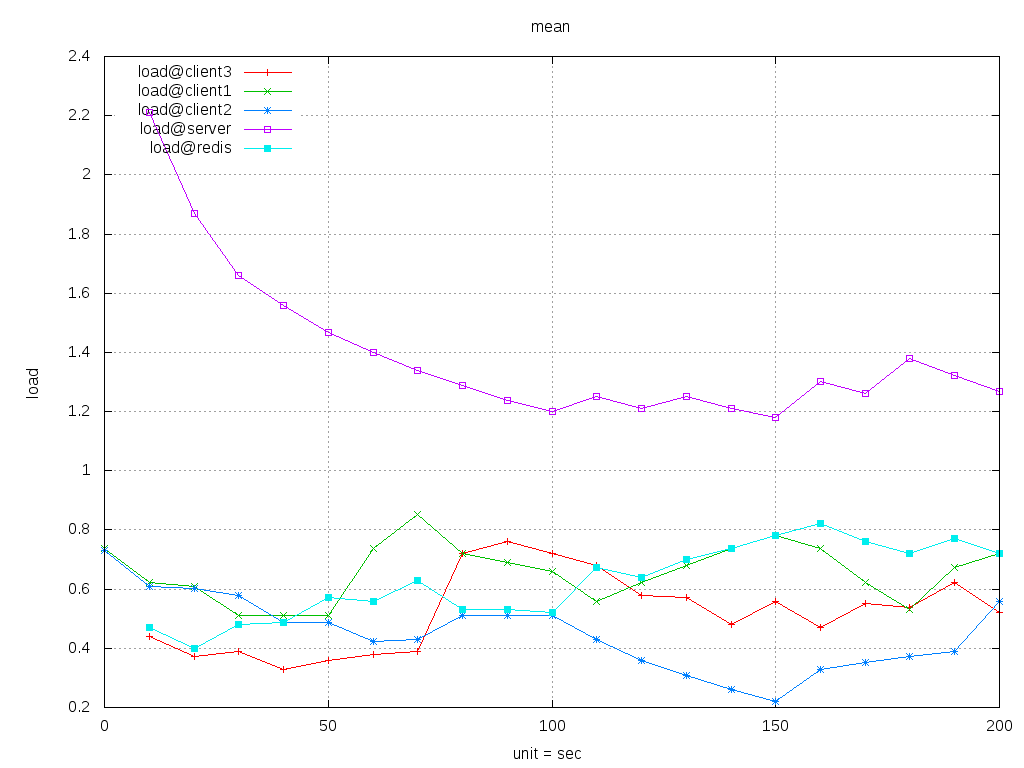 mean
2.4
2.2
2
1.8
1.6
1.4
1.2
1
0.8
0.6
0.4
0.2
load
load@client3
load@client1
load@client2
load@server
load@redis
0 50 100 150 200
unit = sec